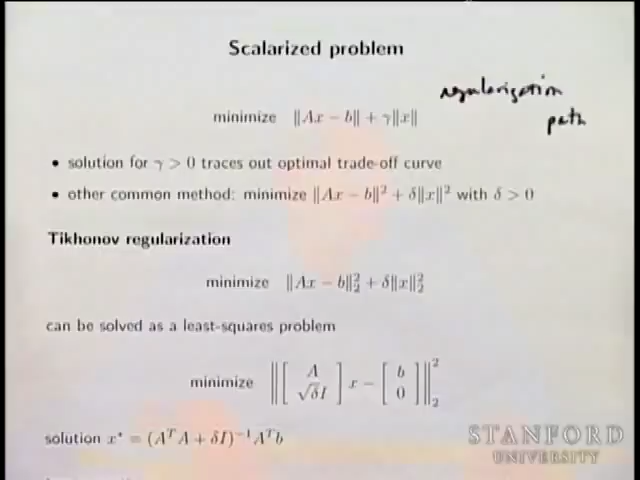 Scalarized problem
regularization
minimize ‖Ax − b‖ + γ‖x‖
path
• solution for γ > 0 traces out optimal trade-off curve
• other common method: minimize ‖Ax − b‖² + δ‖x‖² with δ > 0
Tikhonov regularization
minimize ‖Ax − b‖₂² + δ‖x‖₂²
can be solved as a least-squares problem
minimize ‖[ A √δI ] x − [ b 0 ]‖₂²
solution x* = (AᵀA + δI)⁻¹Aᵀb
STANFORD
UNIVERSITY